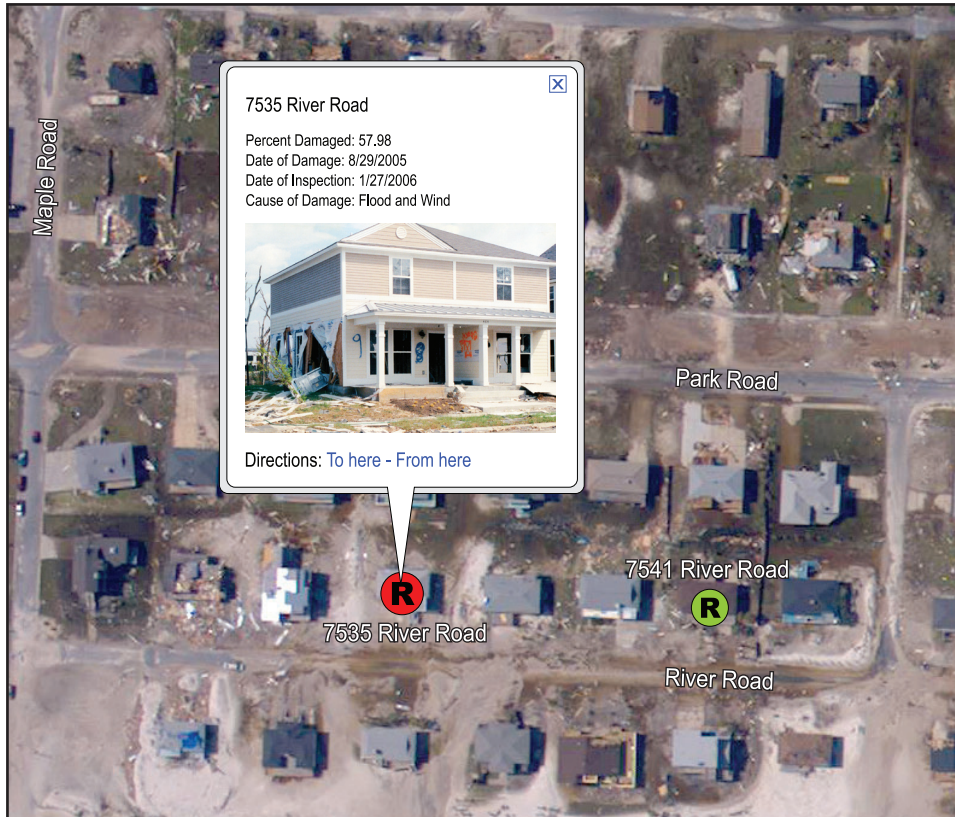 Maple Road
7535 River Road
Percent Damaged: 57.98
Date of Damage: 8/29/2005
Date of Inspection: 1/27/2006
Cause of Damage: Flood and Wind
9
Directions: To here - From here
Park Road
7541 River Road
R
R
7535 River Road
River Road